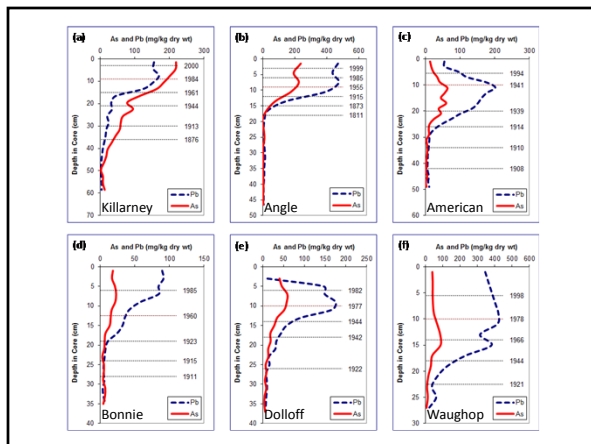 (a)
As and Pb (mg/kg dry wt)
0 100 200 300
Depth in Core (cm)
0
10
20
30
40
50
60
70
2000
1984
1961
1944
1913
1876
Pb
As
Killarney
(b)
As and Pb (mg/kg dry wt)
0 200 400 600
Depth in Core (cm)
0
5
10
15
20
25
30
35
40
45
50
1999
1985
1955
1915
1873
1811
Pb
As
Angle
(c)
As and Pb (mg/kg dry wt)
0 100 200 300
Depth in Core (cm)
0
10
20
30
40
50
60
1994
1941
1939
1914
1910
1908
Pb
As
American
(d)
As and Pb (mg/kg dry wt)
0 50 100 150
Depth in Core (cm)
0
5
10
15
20
25
30
35
40
1985
1960
1923
1915
1911
Pb
As
Bonnie
(e)
As and Pb (mg/kg dry wt)
0 50 100 150 200 250
Depth in Core (cm)
0
5
10
15
20
25
30
35
40
1982
1977
1944
1942
1922
Pb
As
Dolloff
(f)
As and Pb (mg/kg dry wt)
0 100 200 300 400 500 600
Depth in Core (cm)
0
5
10
15
20
25
30
1998
1978
1966
1944
1921
Pb
As
Waughop